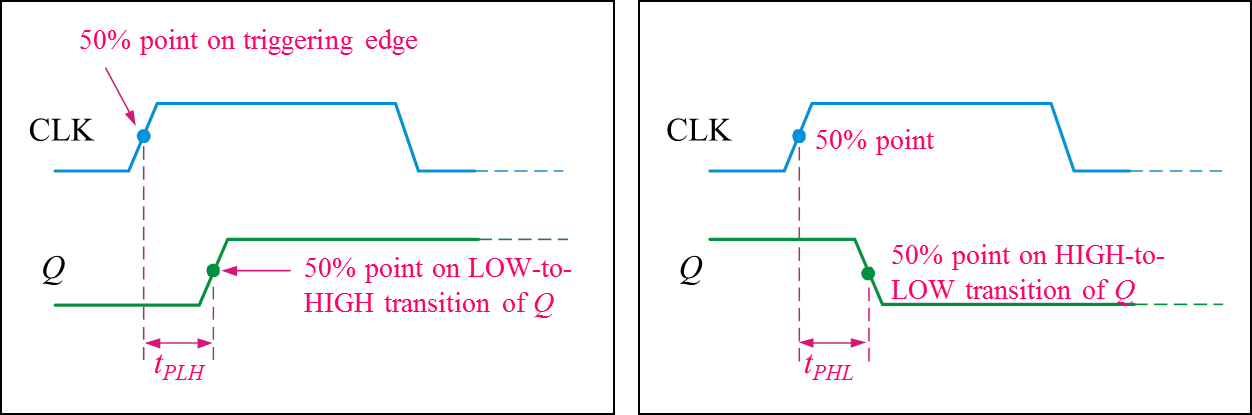 50% point on triggering edge
CLK
Q
50% point on LOW-to-
HIGH transition of Q
tPLH
CLK
50% point
Q
50% point on HIGH-to-
LOW transition of Q
tPHL